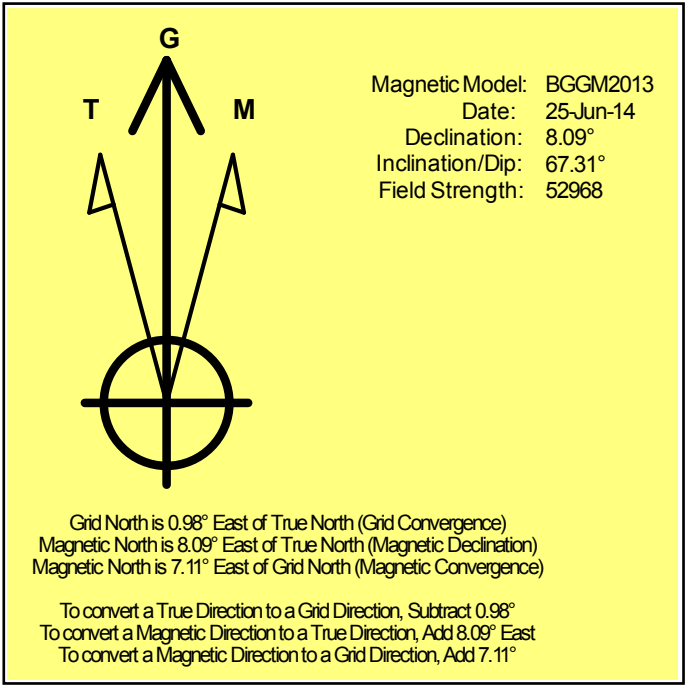 G
T
M
Magnetic Model: BGGM2013
Date: 25-Jun-14
Declination: 8.09°
Inclination/Dip: 67.31°
Field Strength: 52968
Grid North is 0.98° East of True North (Grid Convergence)
Magnetic North is 8.09° East of True North (Magnetic Declination)
Magnetic North is 7.11° East of Grid North (Magnetic Convergence)
To convert a True Direction to a Grid Direction, Subtract 0.98°
To convert a Magnetic Direction to a True Direction, Add 8.09° East
To convert a Magnetic Direction to a Grid Direction, Add 7.11°